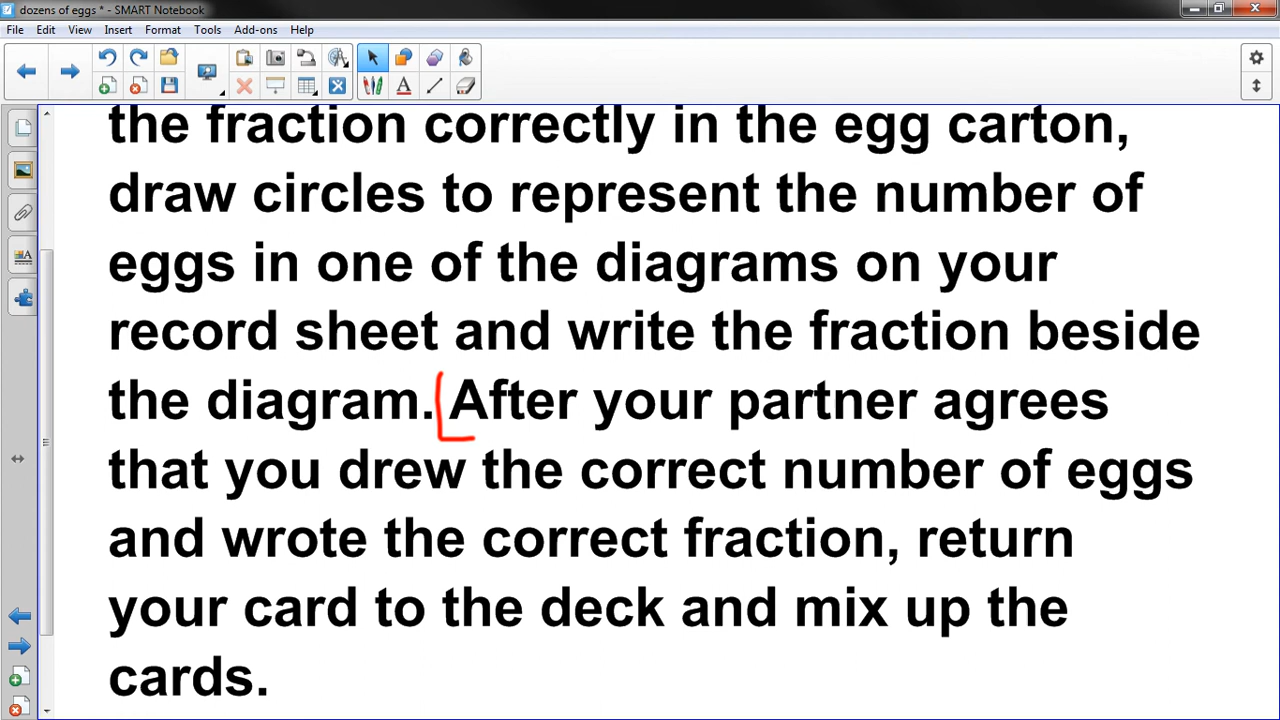 dozens of eggs * - SMART Notebook
File Edit View Insert Format Tools Add-ons Help
the fraction correctly in the egg carton,
draw circles to represent the number of
eggs in one of the diagrams on your
record sheet and write the fraction beside
the diagram. After your partner agrees
that you drew the correct number of eggs
and wrote the correct fraction, return
your card to the deck and mix up the
cards.